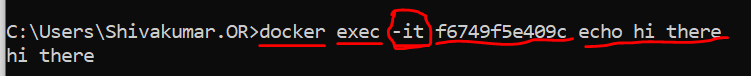 C:\Users\Shivakumar.OR>docker exec -it f6749f5e409c echo hi there
hi there